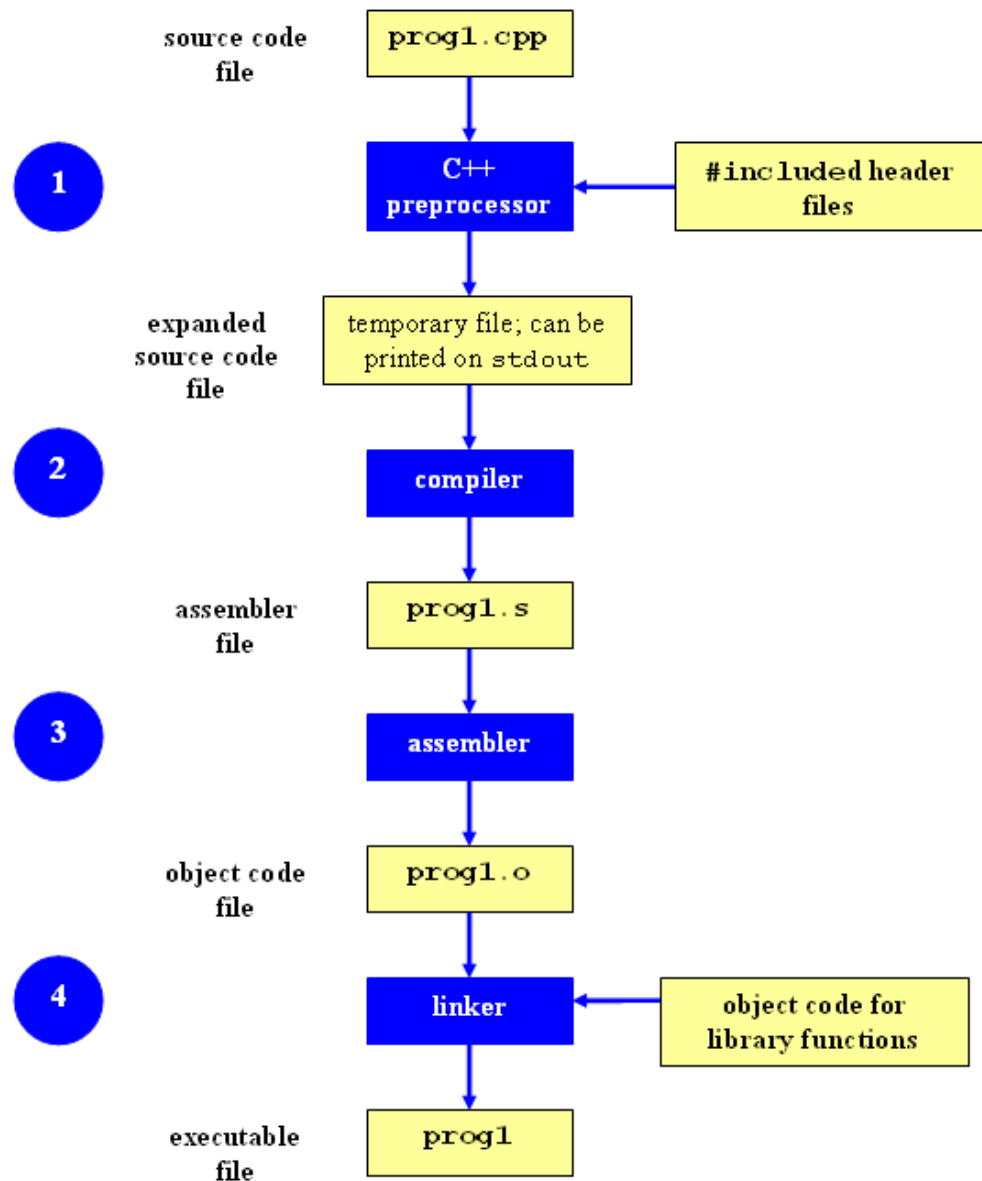 source code
file
prog1.cpp
1
C++
preprocessor
#included header
files
expanded
source code
file
temporary file; can be
printed on stdout
2
compiler
assembler
file
prog1.s
3
assembler
object code
file
prog1.o
4
linker
object code for
library functions
executable
file
prog1